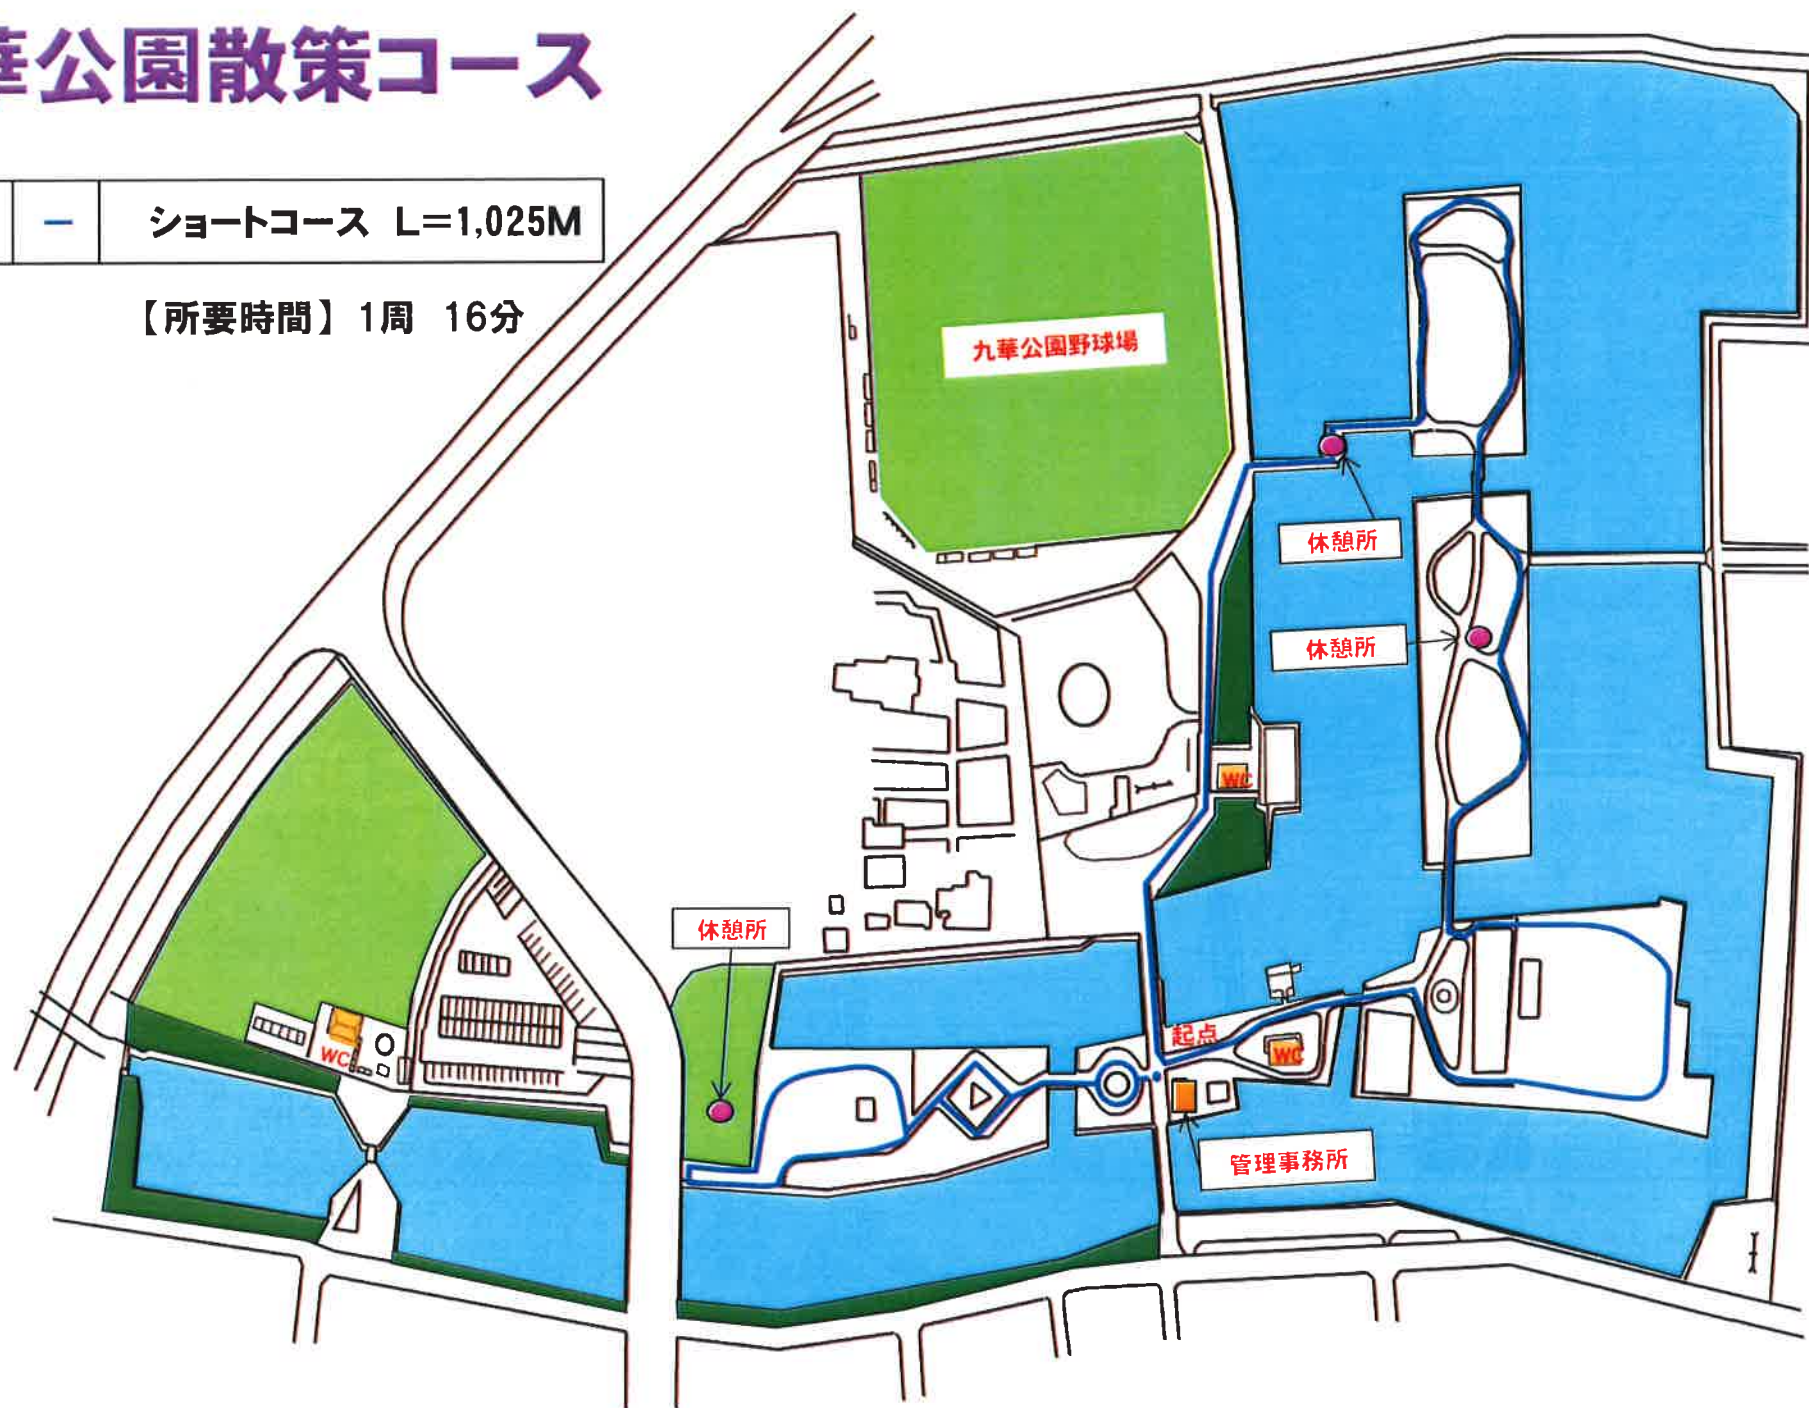 華公園散策コース
ー ショートコース L=1,025M
【所要時間】 1周 16分
九華公園野球場
休憩所
休憩所
WC
休憩所
起点
WC
WC
管理事務所